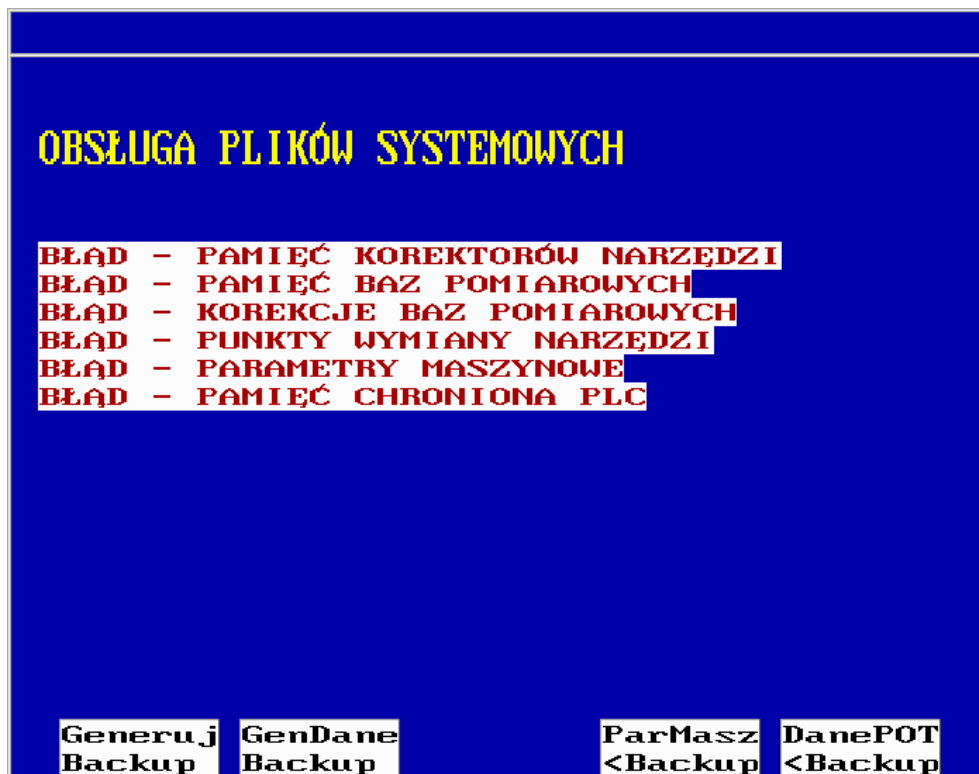 OBSŁUGA PLIKÓW SYSTEMOWYCH
BŁĄD - PAMIĘĆ KOREKTORÓW NARZĘDZI
BŁĄD - PAMIĘĆ BAZ POMIAROWYCH
BŁĄD - KOREKCJE BAZ POMIAROWYCH
BŁĄD - PUNKTY WYMIANY NARZĘDZI
BŁĄD - PARAMETRY MASZYNOWE
BŁĄD - PAMIĘĆ CHRONIONA PLC
Generuj GenDane ParMasz DanePOT
Backup Backup <Backup <Backup